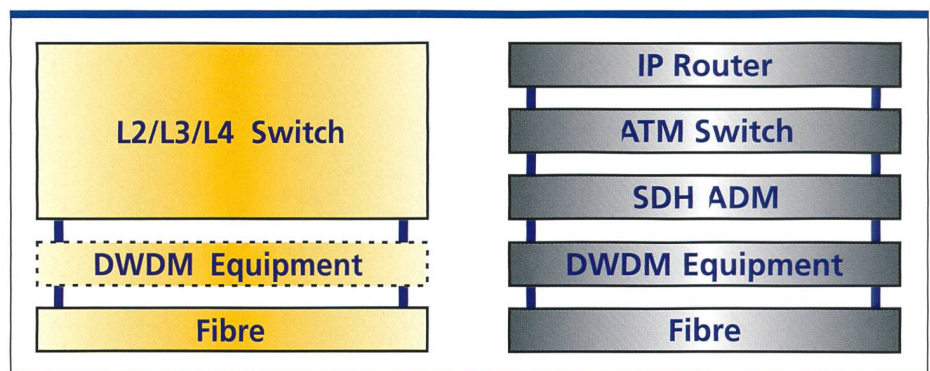 L2/L3/L4 Switch
DWDM Equipment
Fibre
IP Router
ATM Switch
SDH ADM
DWDM Equipment
Fibre